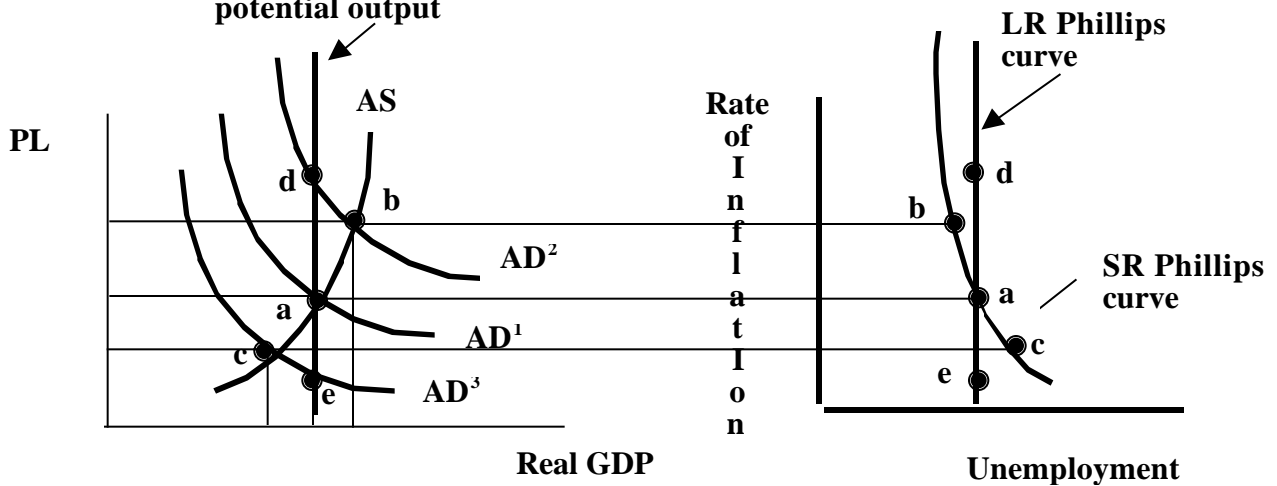 potential output
PL
AS
d
b
AD²
a
AD¹
c
AD³
e
Real GDP
Rate
of
I
n
f
l
a
t
I
o
n
LR Phillips
curve
d
b
SR Phillips
curve
a
c
e
Unemployment